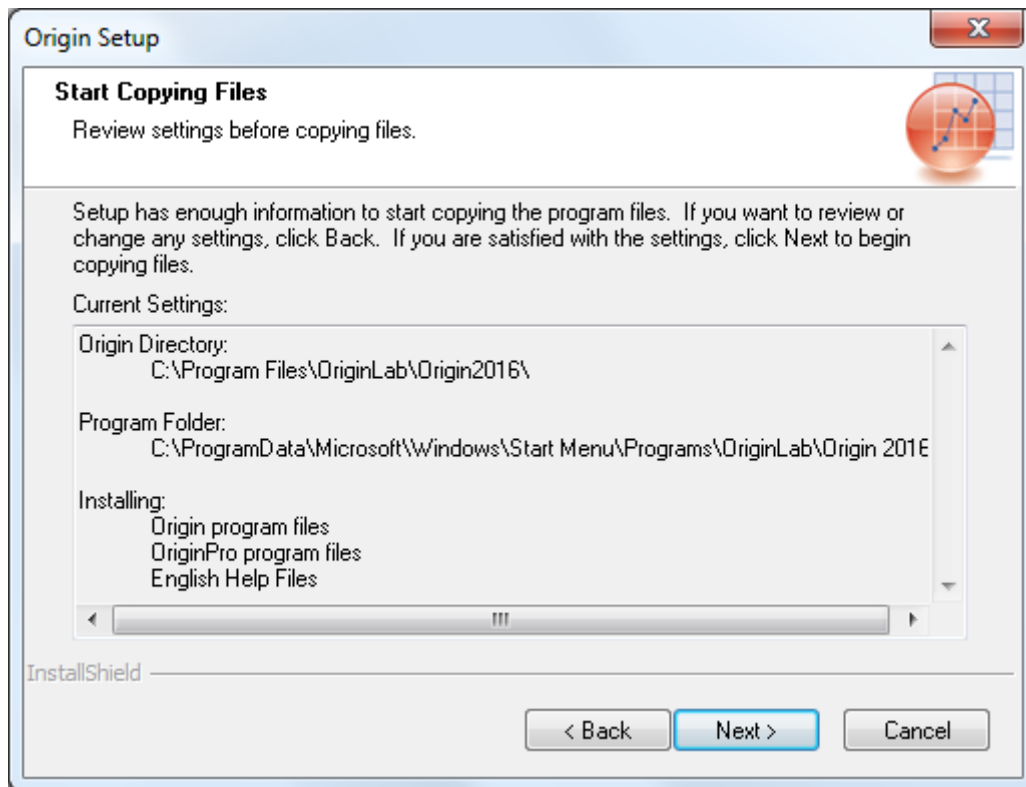 Origin Setup
Start Copying Files
Review settings before copying files.
Setup has enough information to start copying the program files.  If you want to review or
change any settings, click Back.  If you are satisfied with the settings, click Next to begin
copying files.
Current Settings:
Origin Directory:
C:\Program Files\OriginLab\Origin2016\
Program Folder:
C:\ProgramData\Microsoft\Windows\Start Menu\Programs\OriginLab\Origin 2016
Installing:
Origin program files
OriginPro program files
English Help Files
InstallShield
< Back
Next >
Cancel